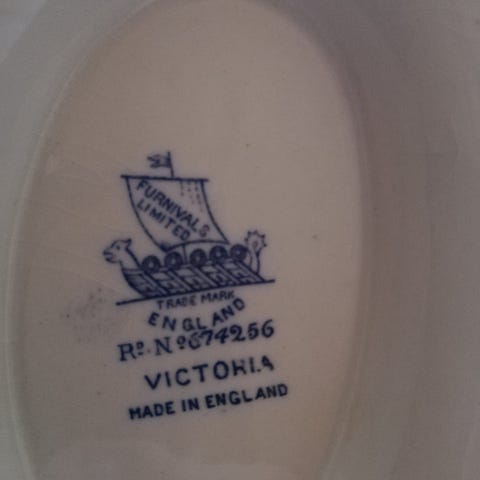 FURNIVALS
LIMITED
TRADE MARK
ENGLAND
Rᴰ. Nº 674256
VICTORIA
MADE IN ENGLAND